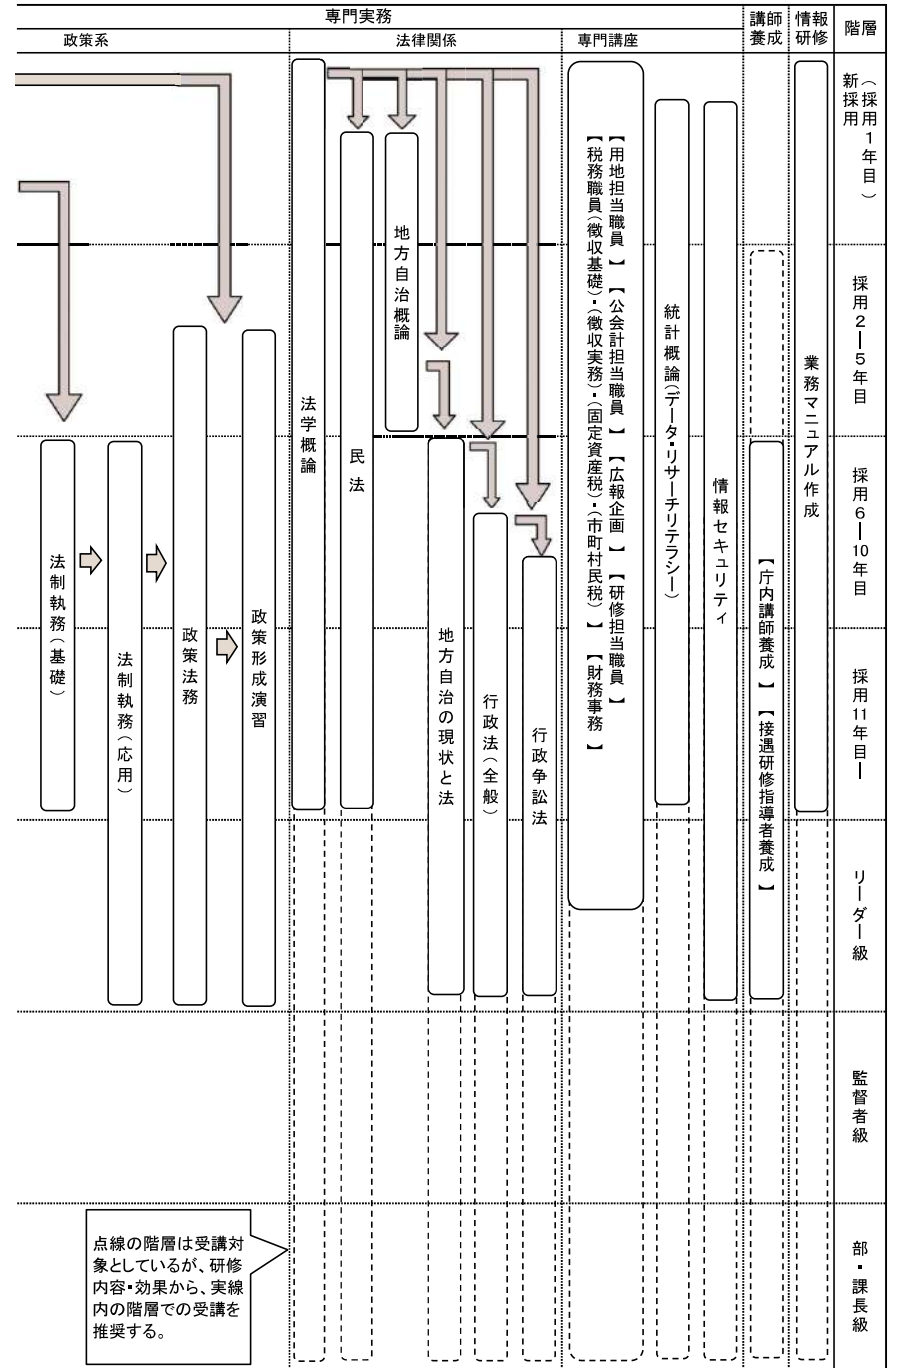 専門実務
講師養成
情報研修
階層
政策系
法律関係
専門講座
新採用
（採用１年目）
採用２―５年目
採用６―10年目
採用11年目―
リーダー級
監督者級
部・課長級
業務マニュアル作成
【庁内講師養成】【接遇研修指導者養成】
情報セキュリティ
統計概論（データ・リサーチリテラシー）
【用地担当職員】【公会計担当職員】【広報企画】【研修担当職員】
【税務職員（徴収基礎）・（徴収実務）・（固定資産税）・（市町村民税）】【財務事務】
行政争訟法
行政法（全般）
地方自治の現状と法
地方自治概論
民法
法学概論
政策形成演習
政策法務
法制執務（応用）
法制執務（基礎）
点線の階層は受講対
象としているが、研修
内容・効果から、実線
内の階層での受講を
推奨する。